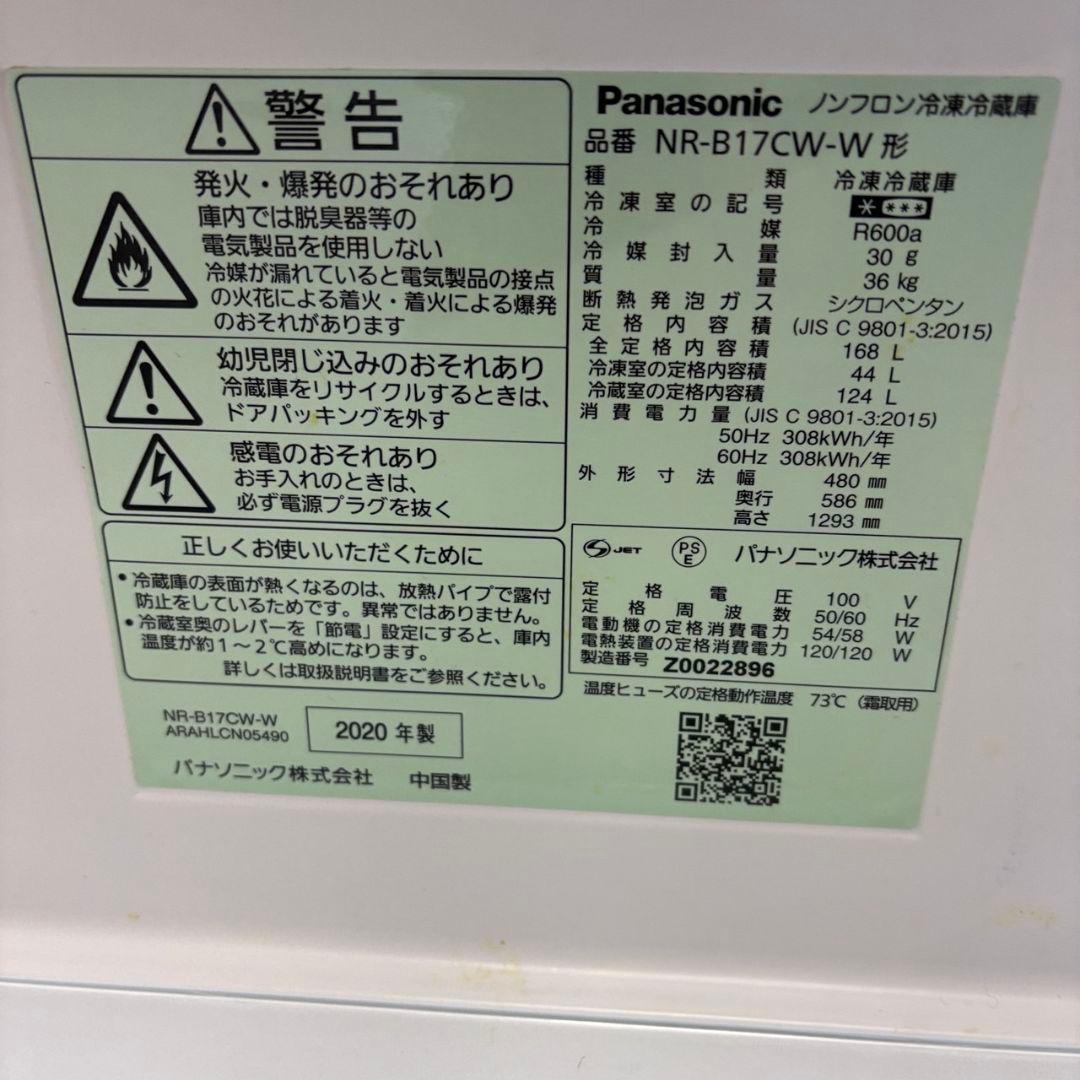 警告
発火・爆発のおそれあり
庫内では脱臭器等の
電気製品を使用しない
冷媒が漏れていると電気製品の接点
の火花による着火・着火による爆発
のおそれがあります
幼児閉じ込みのおそれあり
冷蔵庫をリサイクルするときは、
ドアパッキングを外す
感電のおそれあり
お手入れのときは、
必ず電源プラグを抜く
正しくお使いいただくために
・冷蔵庫の表面が熱くなるのは、放熱パイプで露付
防止をしているためです。異常ではありません。
・冷蔵室奥のレバーを「節電」設定にすると、庫内
温度が約1～2℃高めになります。
詳しくは取扱説明書をご参照ください。
NR-B17CW-W
ARAHLCN05490
2020年製
パナソニック株式会社 中国製
Panasonic ノンフロン冷凍冷蔵庫
品番 NR-B17CW-W形
種類 冷凍冷蔵庫
冷凍室の記号 * ***
冷媒 R600a
冷媒封入量 30 g
質量 36 kg
断熱発泡ガス シクロペンタン
定格内容積 (JIS C 9801-3:2015)
全定格内容積 168 L
冷凍室の定格内容積 44 L
冷蔵室の定格内容積 124 L
消費電力量 (JIS C 9801-3:2015)
50Hz 308kWh/年
60Hz 308kWh/年
外形寸法 幅 480 mm
奥行 586 mm
高さ 1293 mm
S JET PSE パナソニック株式会社
定格電圧 100 V
定格周波数 50/60 Hz
電動機の定格消費電力 54/58 W
電熱装置の定格消費電力 120/120 W
製造番号 Z0022896
温度ヒューズの定格動作温度 73℃(霜取用)